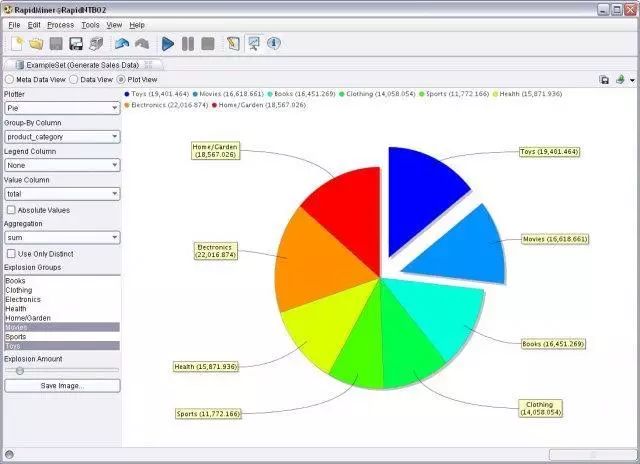 RapidMiner@RapidNTB02
File Edit Process Tools View Help
ExampleSet (Generate Sales Data)
Meta Data View Data View Plot View
Plotter
Pie
Group-By Column
product_category
Legend Column
None
Value Column
total
Absolute Values
Aggregation
sum
Use Only Distinct
Explosion Groups
Books
Clothing
Electronics
Health
Home/Garden
Movies
Sports
Toys
Explosion Amount
Save Image...
Toys (19,401.464) Movies (16,618.661) Books (16,451.269) Clothing (14,058.054) Sports (11,772.166) Health (15,871.936)
Electronics (22,016.874) Home/Garden (18,567.026)
Home/Garden
(18,567.026)
Toys (19,401.464)
Electronics
(22,016.874)
Movies (16,618.661)
Books (16,451.269)
Health (15,871.936)
Sports (11,772.166)
Clothing
(14,058.054)